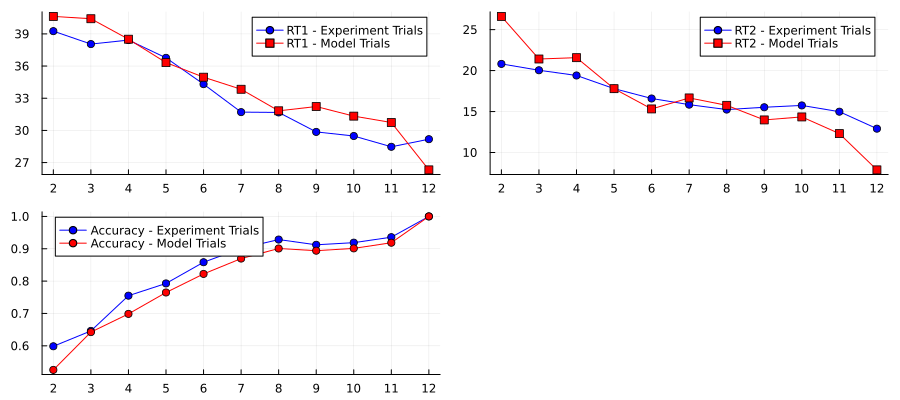 39
36
33
30
27
RT1 - Experiment Trials
RT1 - Model Trials
2 3 4 5 6 7 8 9 10 11 12
25
20
15
10
RT2 - Experiment Trials
RT2 - Model Trials
2 3 4 5 6 7 8 9 10 11 12
1.0
0.9
0.8
0.7
0.6
Accuracy - Experiment Trials
Accuracy - Model Trials
2 3 4 5 6 7 8 9 10 11 12